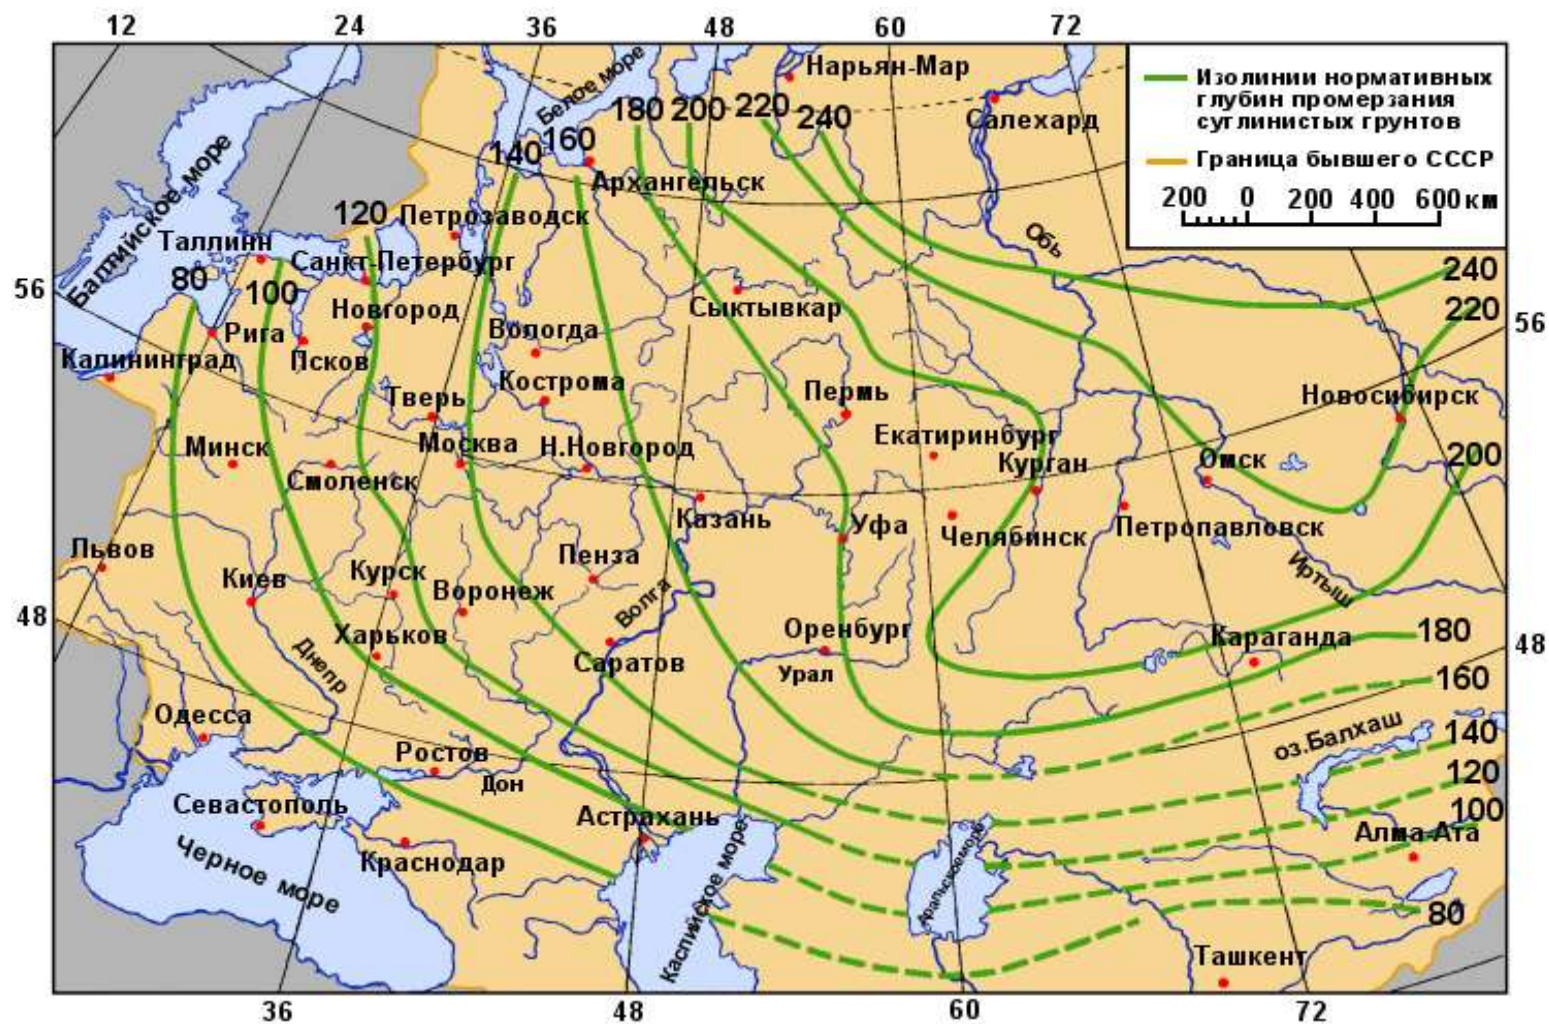 12 24 36 48 60 72
Изолинии нормативных
глубин промерзания
суглинистых грунтов
Граница бывшего СССР
200 0 200 400 600 км
Нарьян-Мар
Белое море
180 200 220 240
Салехард
160
140
Архангельск
120
Петрозаводск
Балтийское море
Таллинн
Санкт-Петербург
Обь
240
56
80
100
Новгород
Сыктывкар
220
Рига
Вологда
56
Калининград
Псков
Кострома
Тверь
Пермь
Новосибирск
Минск
Москва
Н.Новгород
Екатиринбург
200
Смоленск
Курган
Омск
Казань
Уфа
Челябинск
Петропавловск
Львов
Пенза
Киев
Курск
Воронеж
Волга
Иртыш
48
Харьков
Оренбург
Караганда
180
48
Днепр
Саратов
Урал
160
Одесса
оз.Балхаш
140
Ростов
Дон
120
Севастополь
Астрахань
100
Алма-Ата
Черное море
Краснодар
Каспийское море
Аральское море
80
Ташкент
36 48 60 72